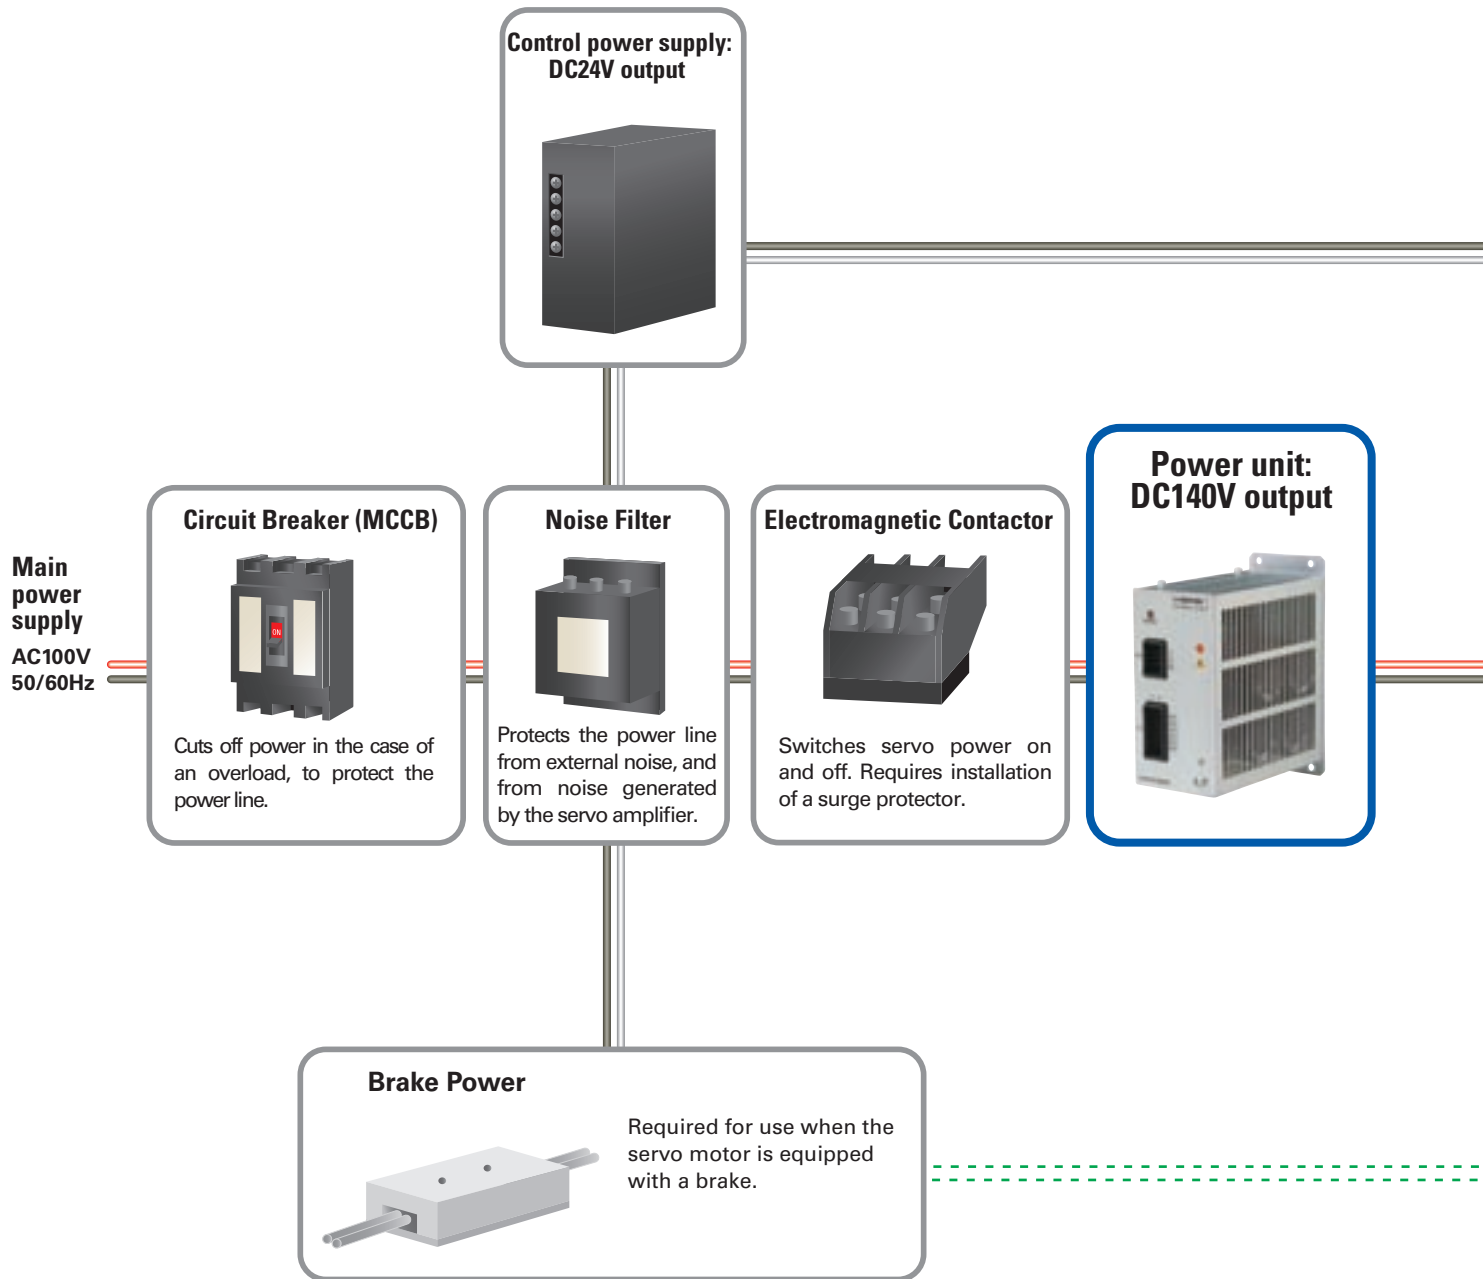 Control power supply:
DC24V output
Main
power
supply
AC100V
50/60Hz
Circuit Breaker (MCCB)
ON
Cuts off power in the case of
an overload, to protect the
power line.
Noise Filter
Protects the power line
from external noise, and
from noise generated
by the servo amplifier.
Electromagnetic Contactor
Switches servo power on
and off. Requires installation
of a surge protector.
Power unit:
DC140V output
Brake Power
Required for use when the
servo motor is equipped
with a brake.